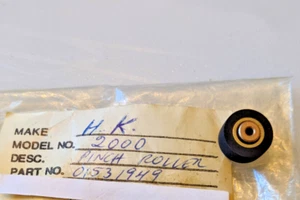 MAKE H.K.
MODEL NO. 2000
DESC. PINCH ROLLER
PART NO. 01531949